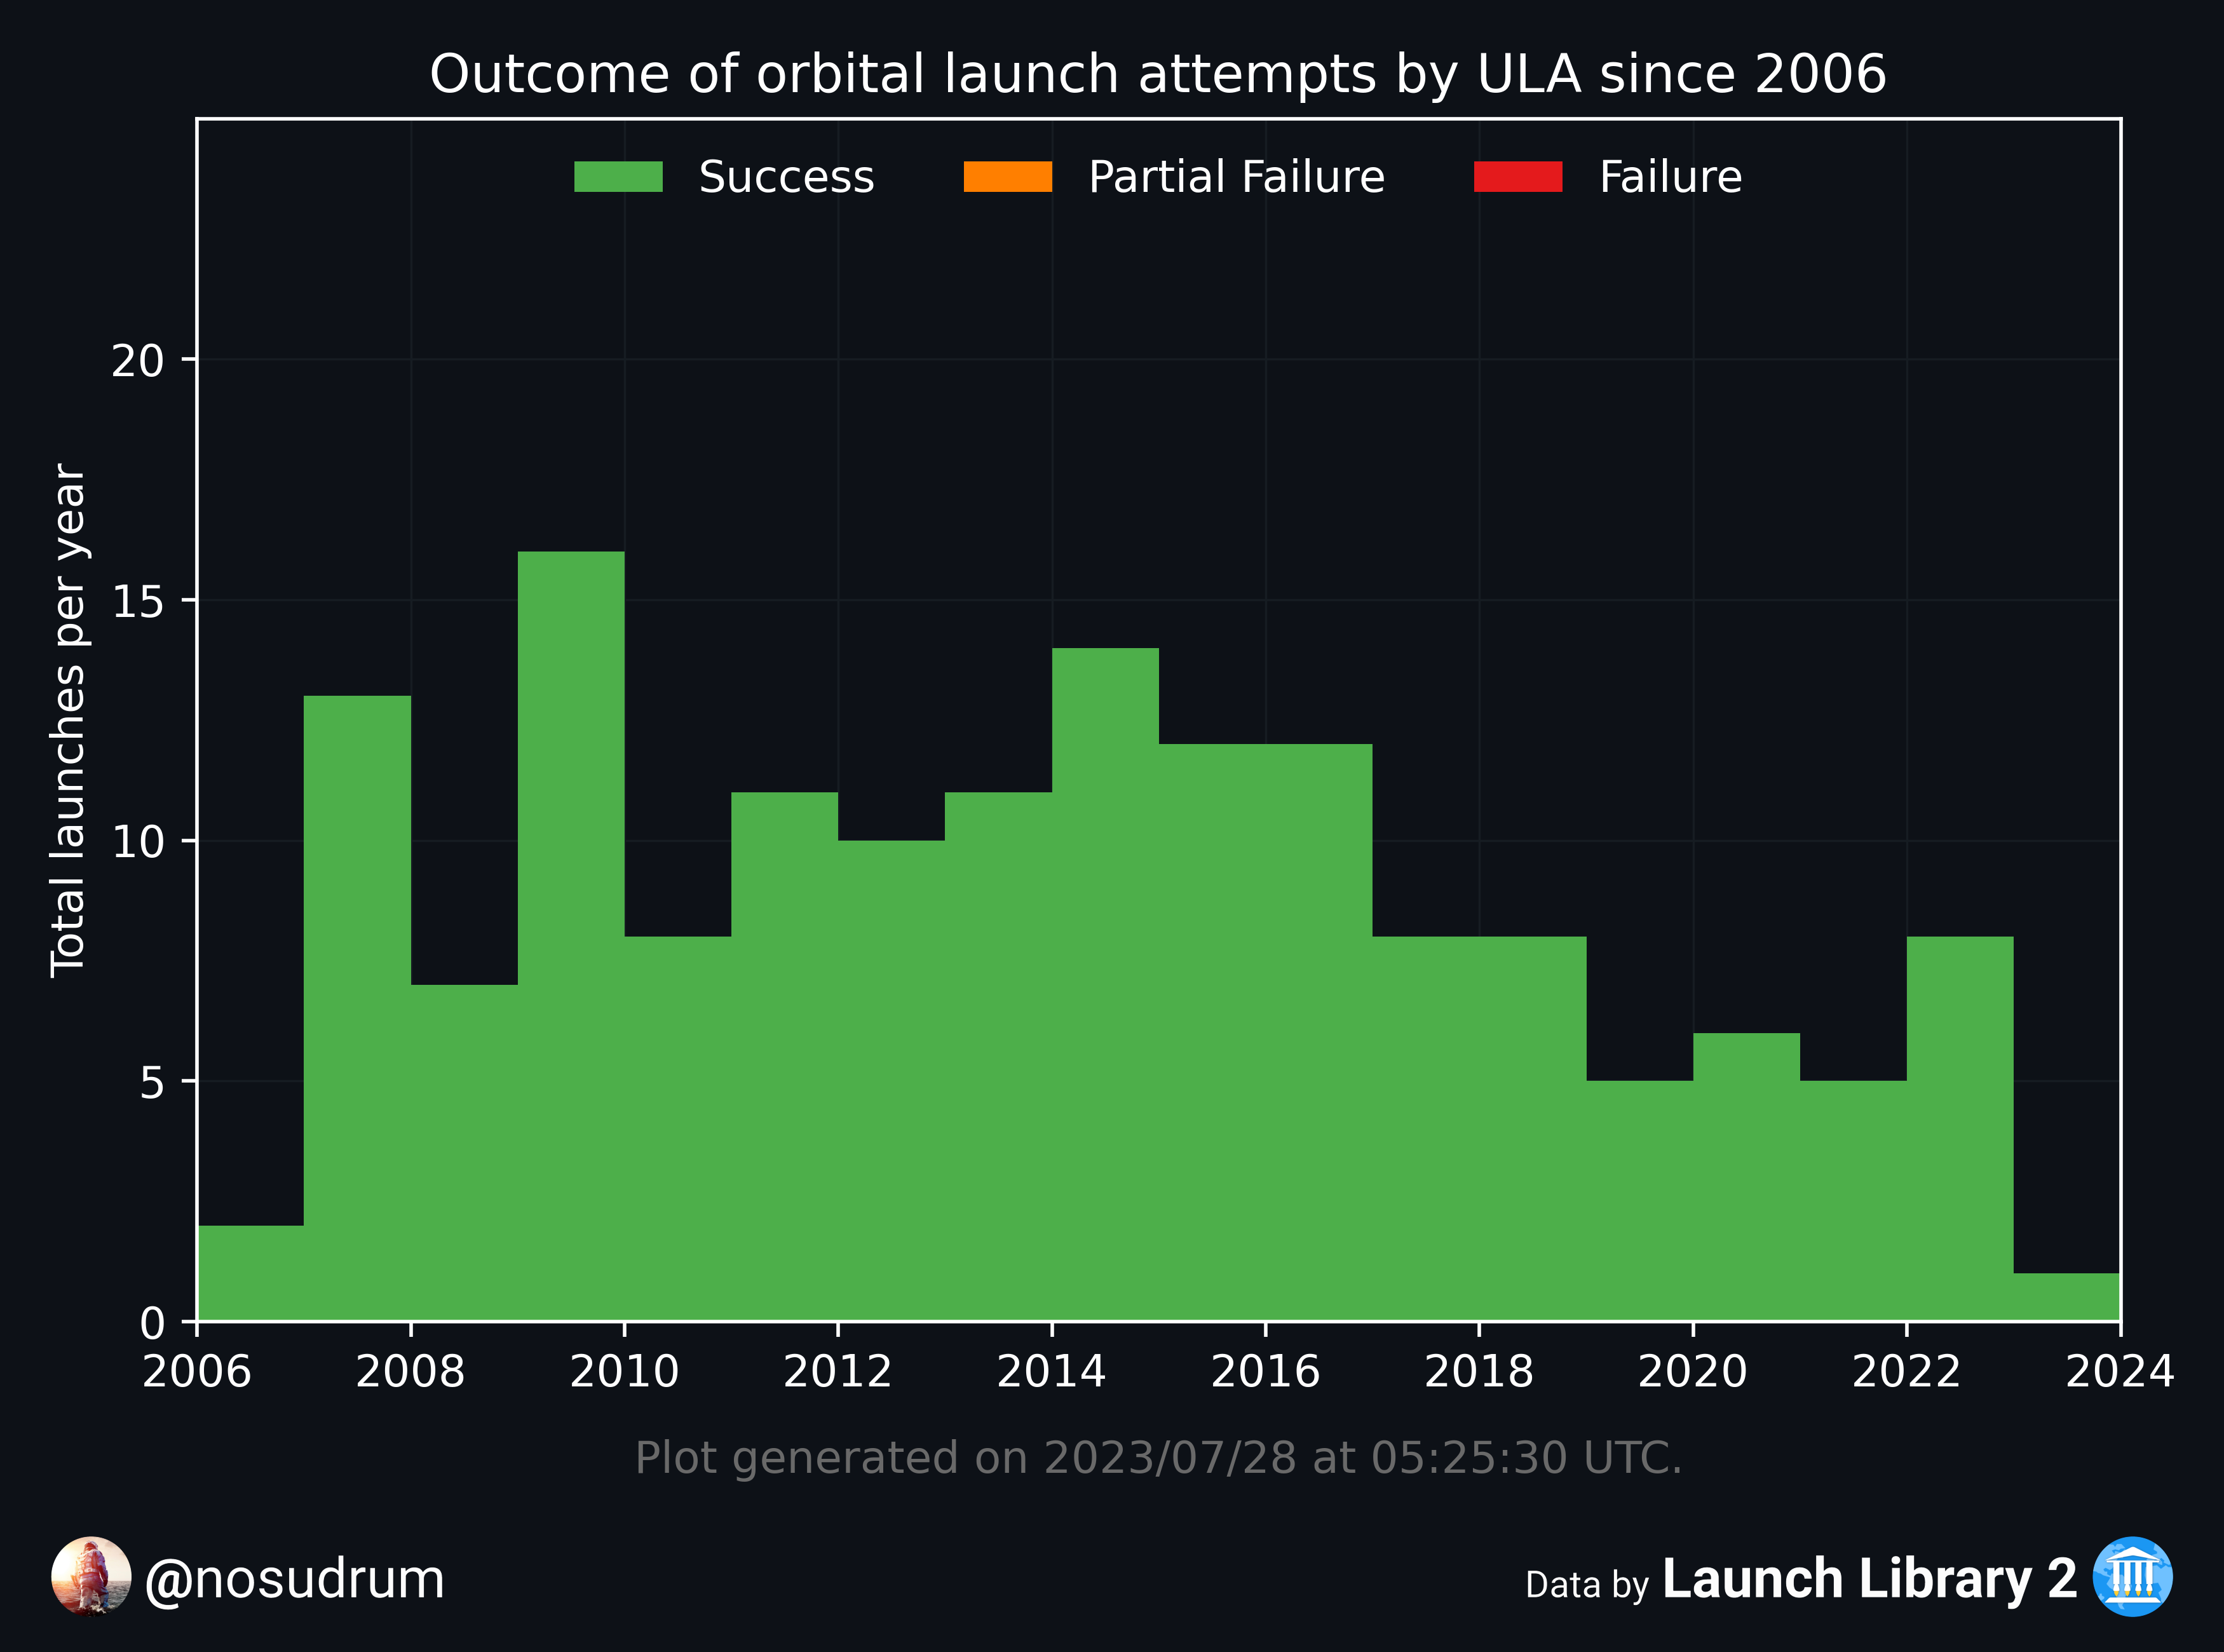 Outcome of orbital launch attempts by ULA since 2006
Success Partial Failure Failure
Total launches per year
20
15
10
5
0
2006 2008 2010 2012 2014 2016 2018 2020 2022 2024
Plot generated on 2023/07/28 at 05:25:30 UTC.
@nosudrum
Data by Launch Library 2